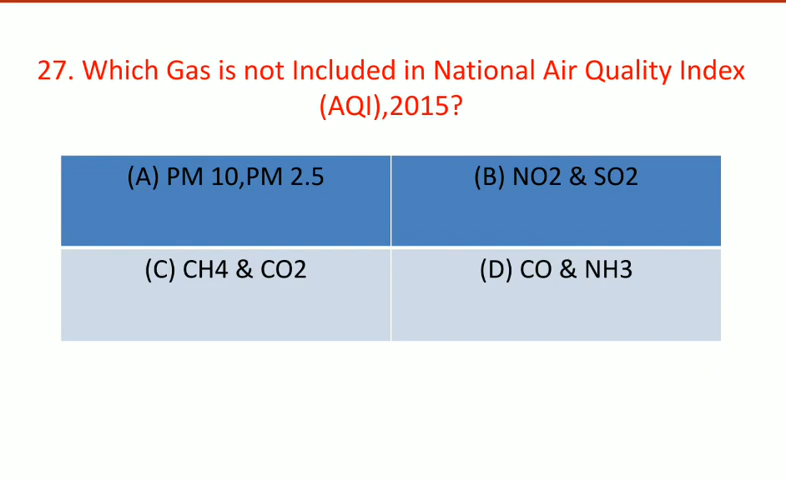 27. Which Gas is not Included in National Air Quality Index
(AQI),2015?
(A) PM 10,PM 2.5
(B) NO2 & SO2
(C) CH4 & CO2
(D) CO & NH3